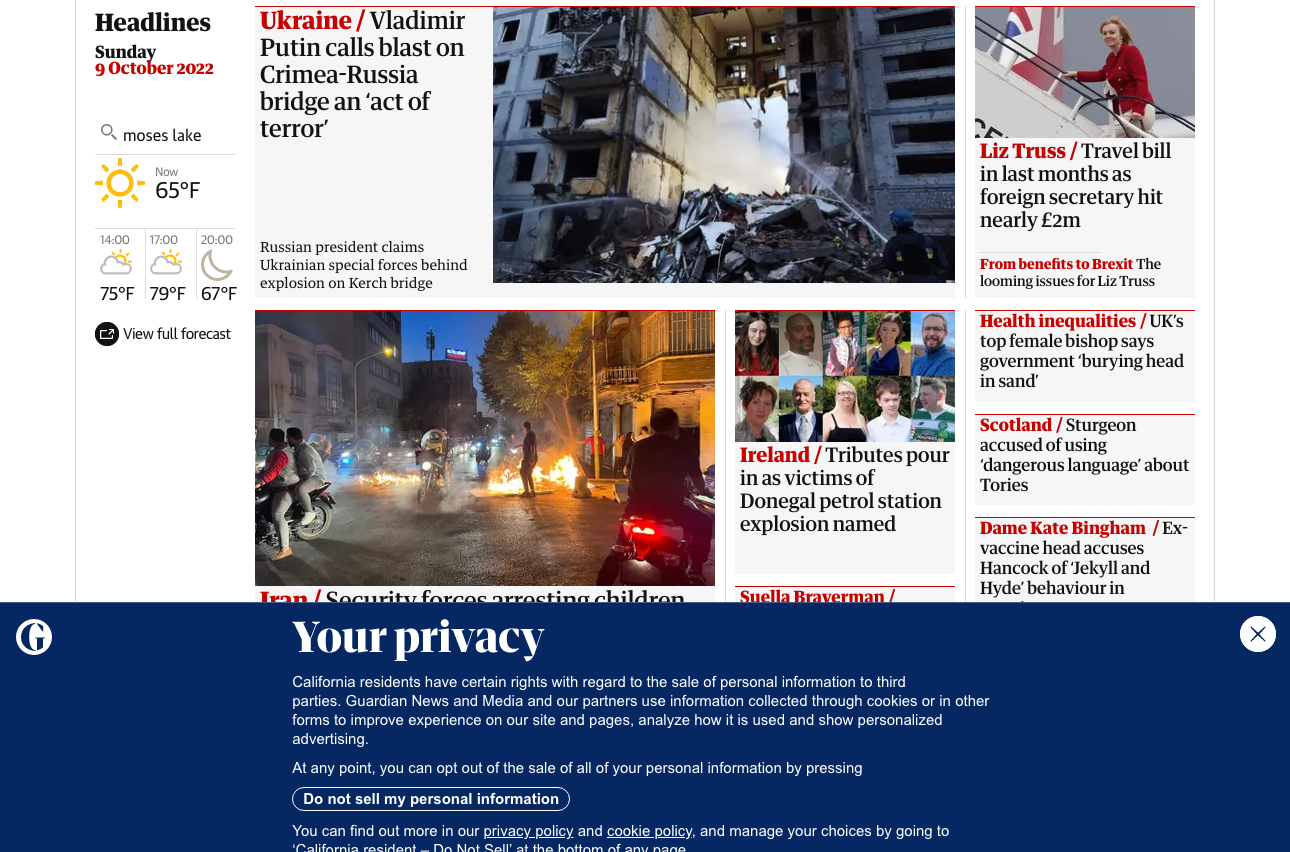 Headlines
Sunday
9 October 2022
moses lake
Now
65°F
14:00
17:00
20:00
75°F
79°F
67°F
View full forecast
Ukraine / Vladimir
Putin calls blast on
Crimea-Russia
bridge an ‘act of
terror’
Russian president claims
Ukrainian special forces behind
explosion on Kerch bridge
Liz Truss / Travel bill
in last months as
foreign secretary hit
nearly £2m
From benefits to Brexit The
looming issues for Liz Truss
Iran / Security forces arresting children
Ireland / Tributes pour
in as victims of
Donegal petrol station
explosion named
Suella Braverman /
Health inequalities / UK’s
top female bishop says
government ‘burying head
in sand’
Scotland / Sturgeon
accused of using
‘dangerous language’ about
Tories
Dame Kate Bingham / Ex-
vaccine head accuses
Hancock of ‘Jekyll and
Hyde’ behaviour in
Your privacy
California residents have certain rights with regard to the sale of personal information to third
parties. Guardian News and Media and our partners use information collected through cookies or in other
forms to improve experience on our site and pages, analyze how it is used and show personalized
advertising.
At any point, you can opt out of the sale of all of your personal information by pressing
Do not sell my personal information
You can find out more in our privacy policy and cookie policy, and manage your choices by going to
‘California resident – Do Not Sell’ at the bottom of any page.